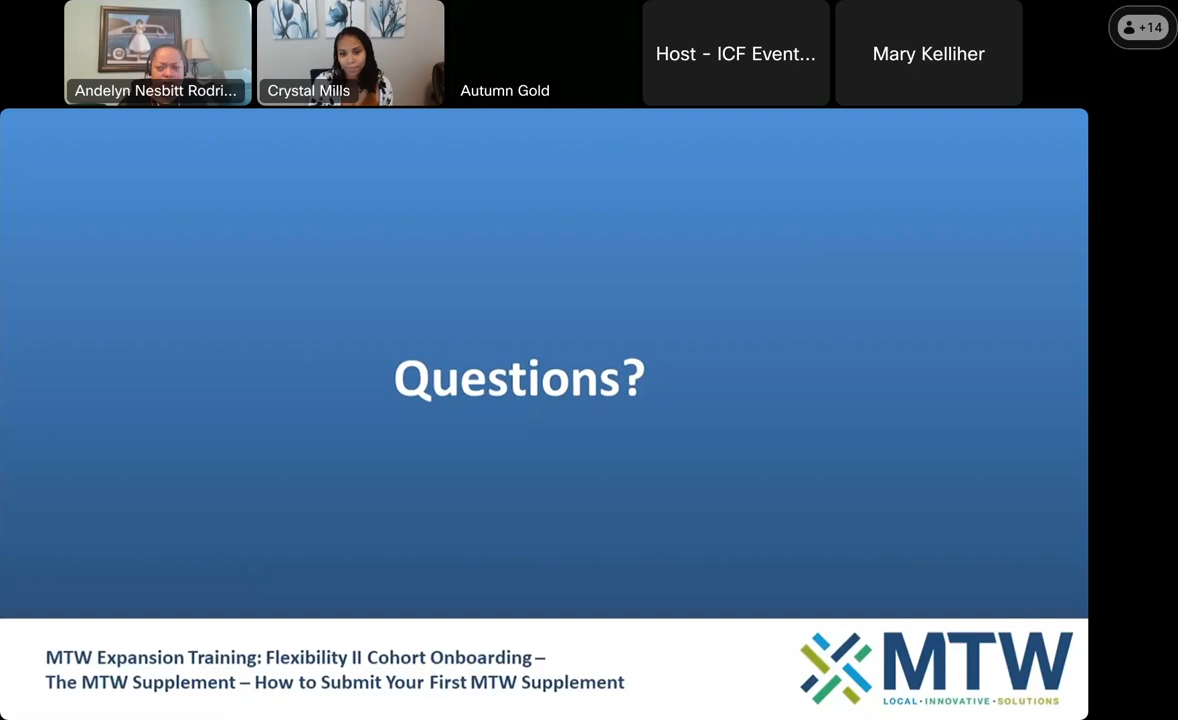 Andelyn Nesbitt Rodri...
Crystal Mills
Autumn Gold
Host - ICF Event...
Mary Kelliher
+14
Questions?
MTW Expansion Training: Flexibility II Cohort Onboarding –
The MTW Supplement – How to Submit Your First MTW Supplement
MTW
LOCAL • INNOVATIVE • SOLUTIONS